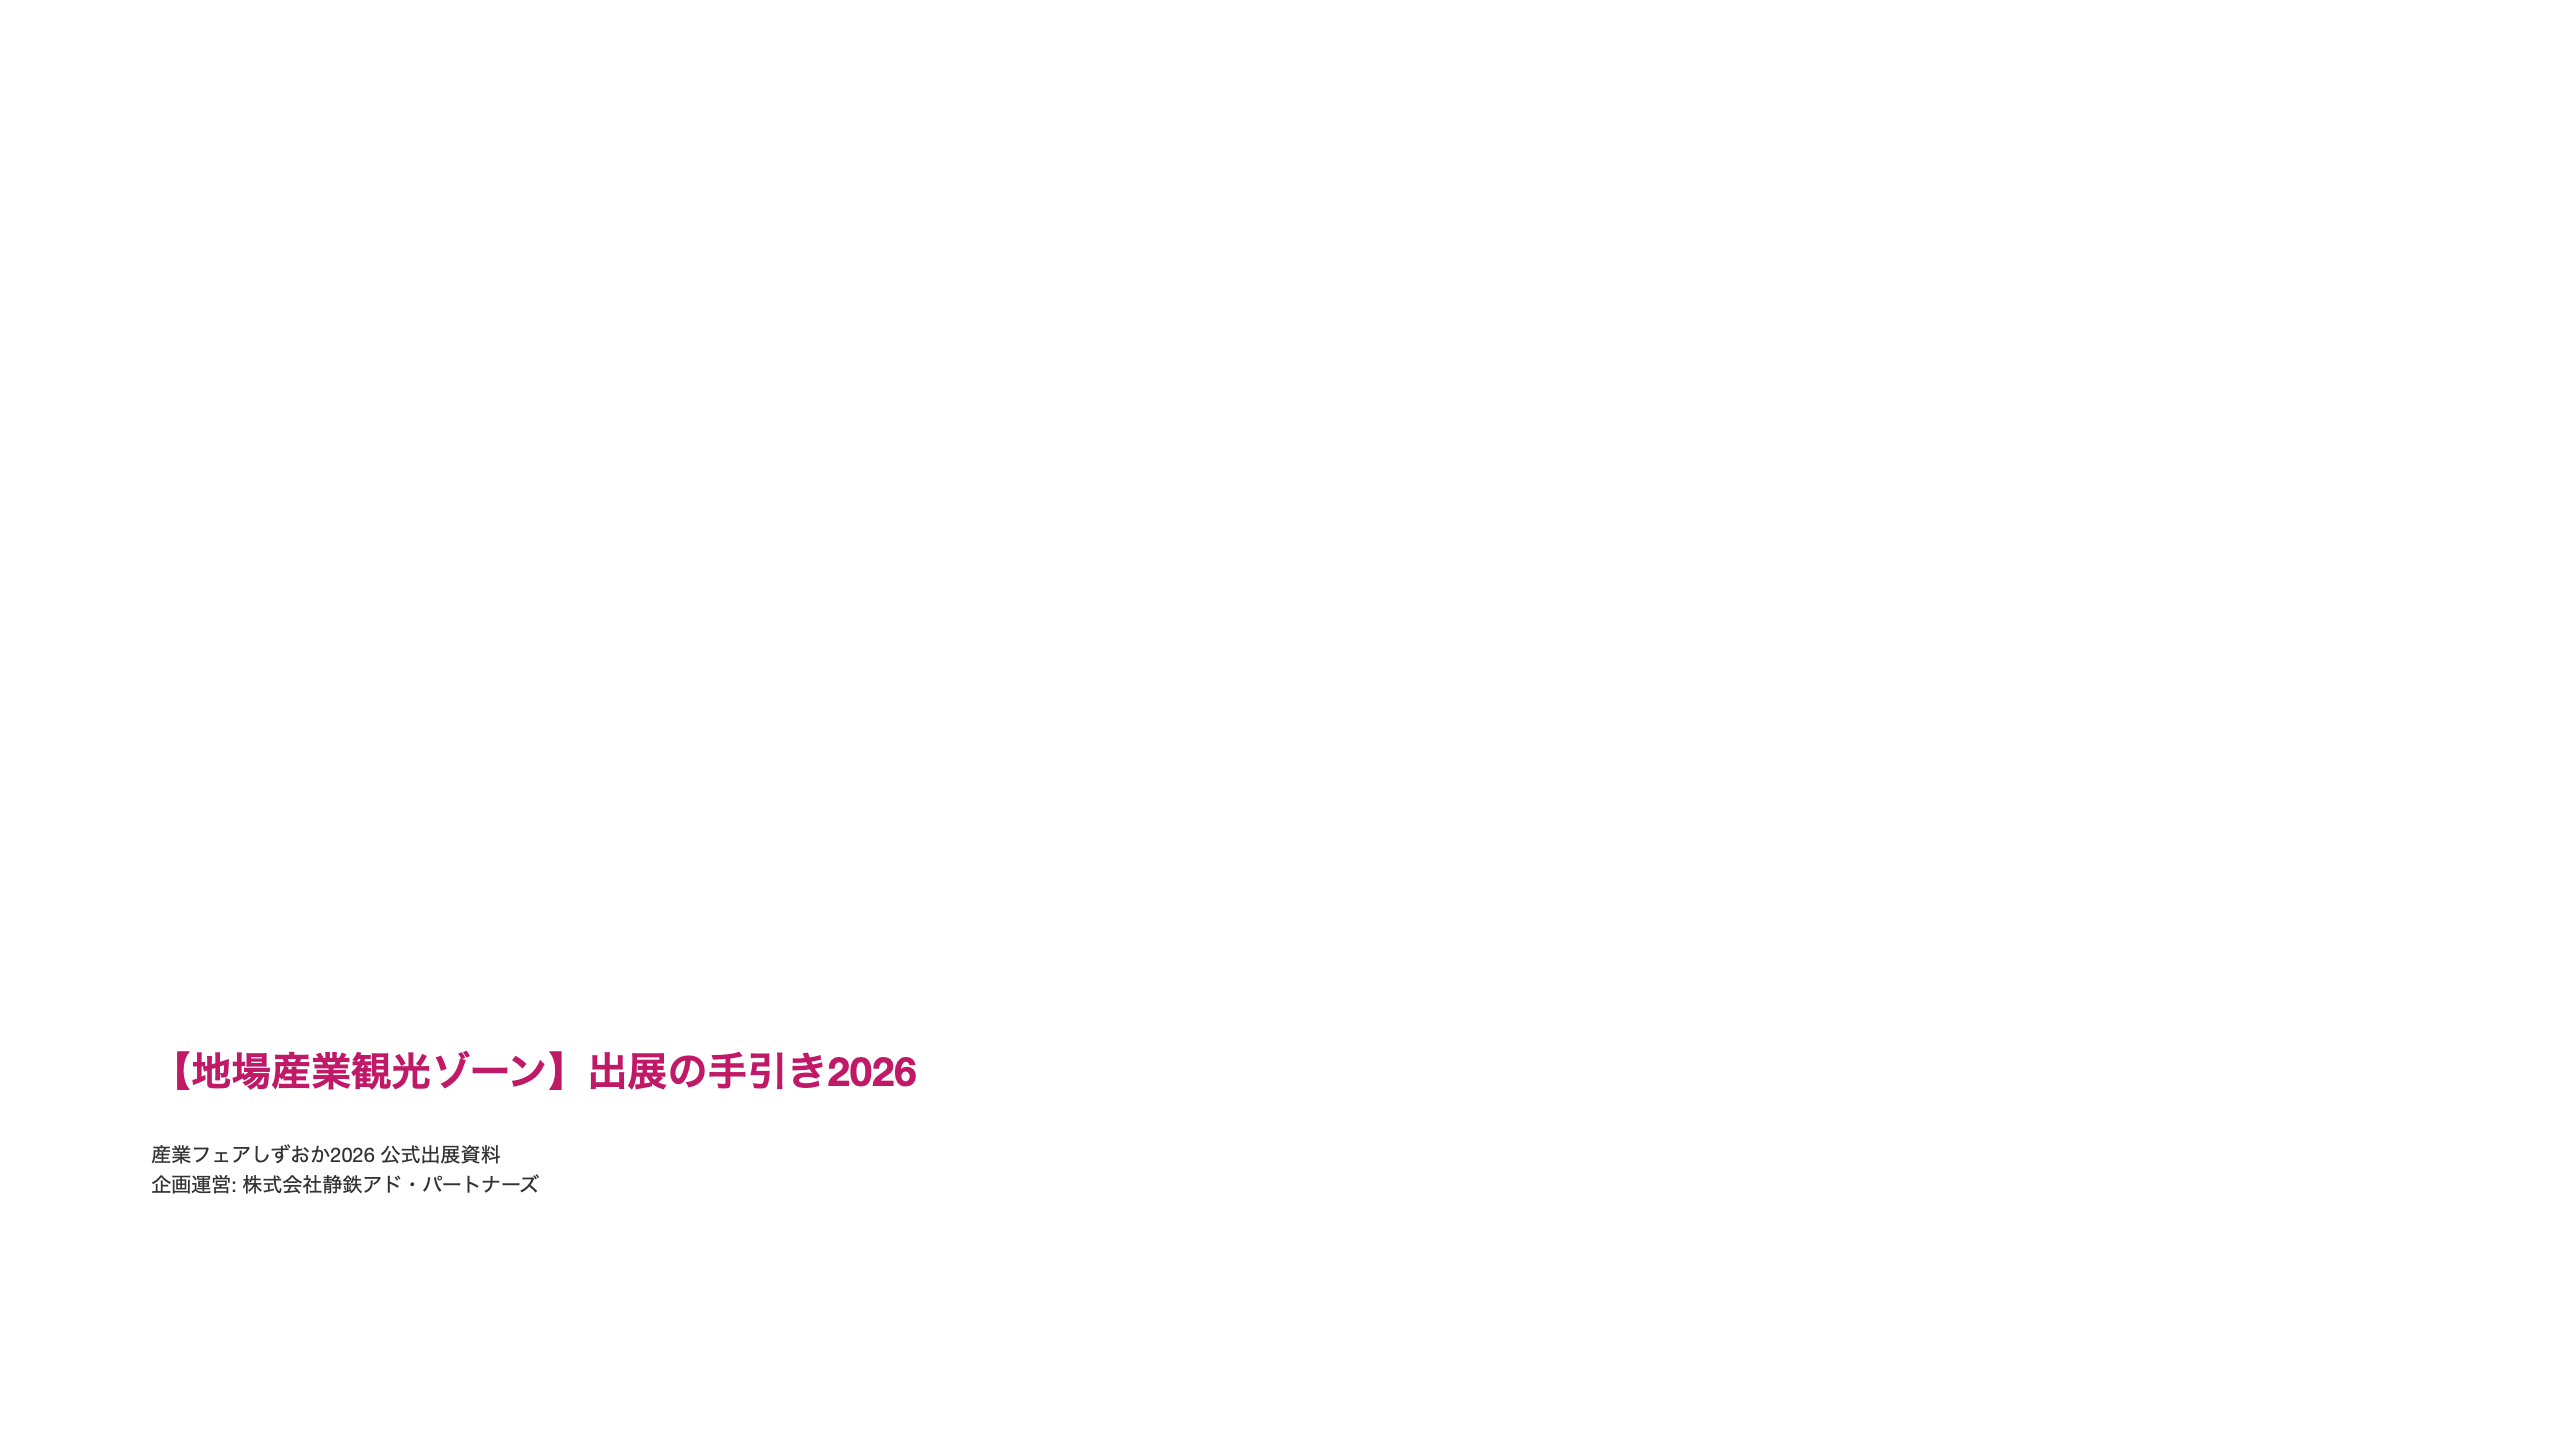 【地場産業観光ゾーン】出展の手引き2026
産業フェアしずおか2026 公式出展資料
企画運営: 株式会社静鉄アド・パートナーズ